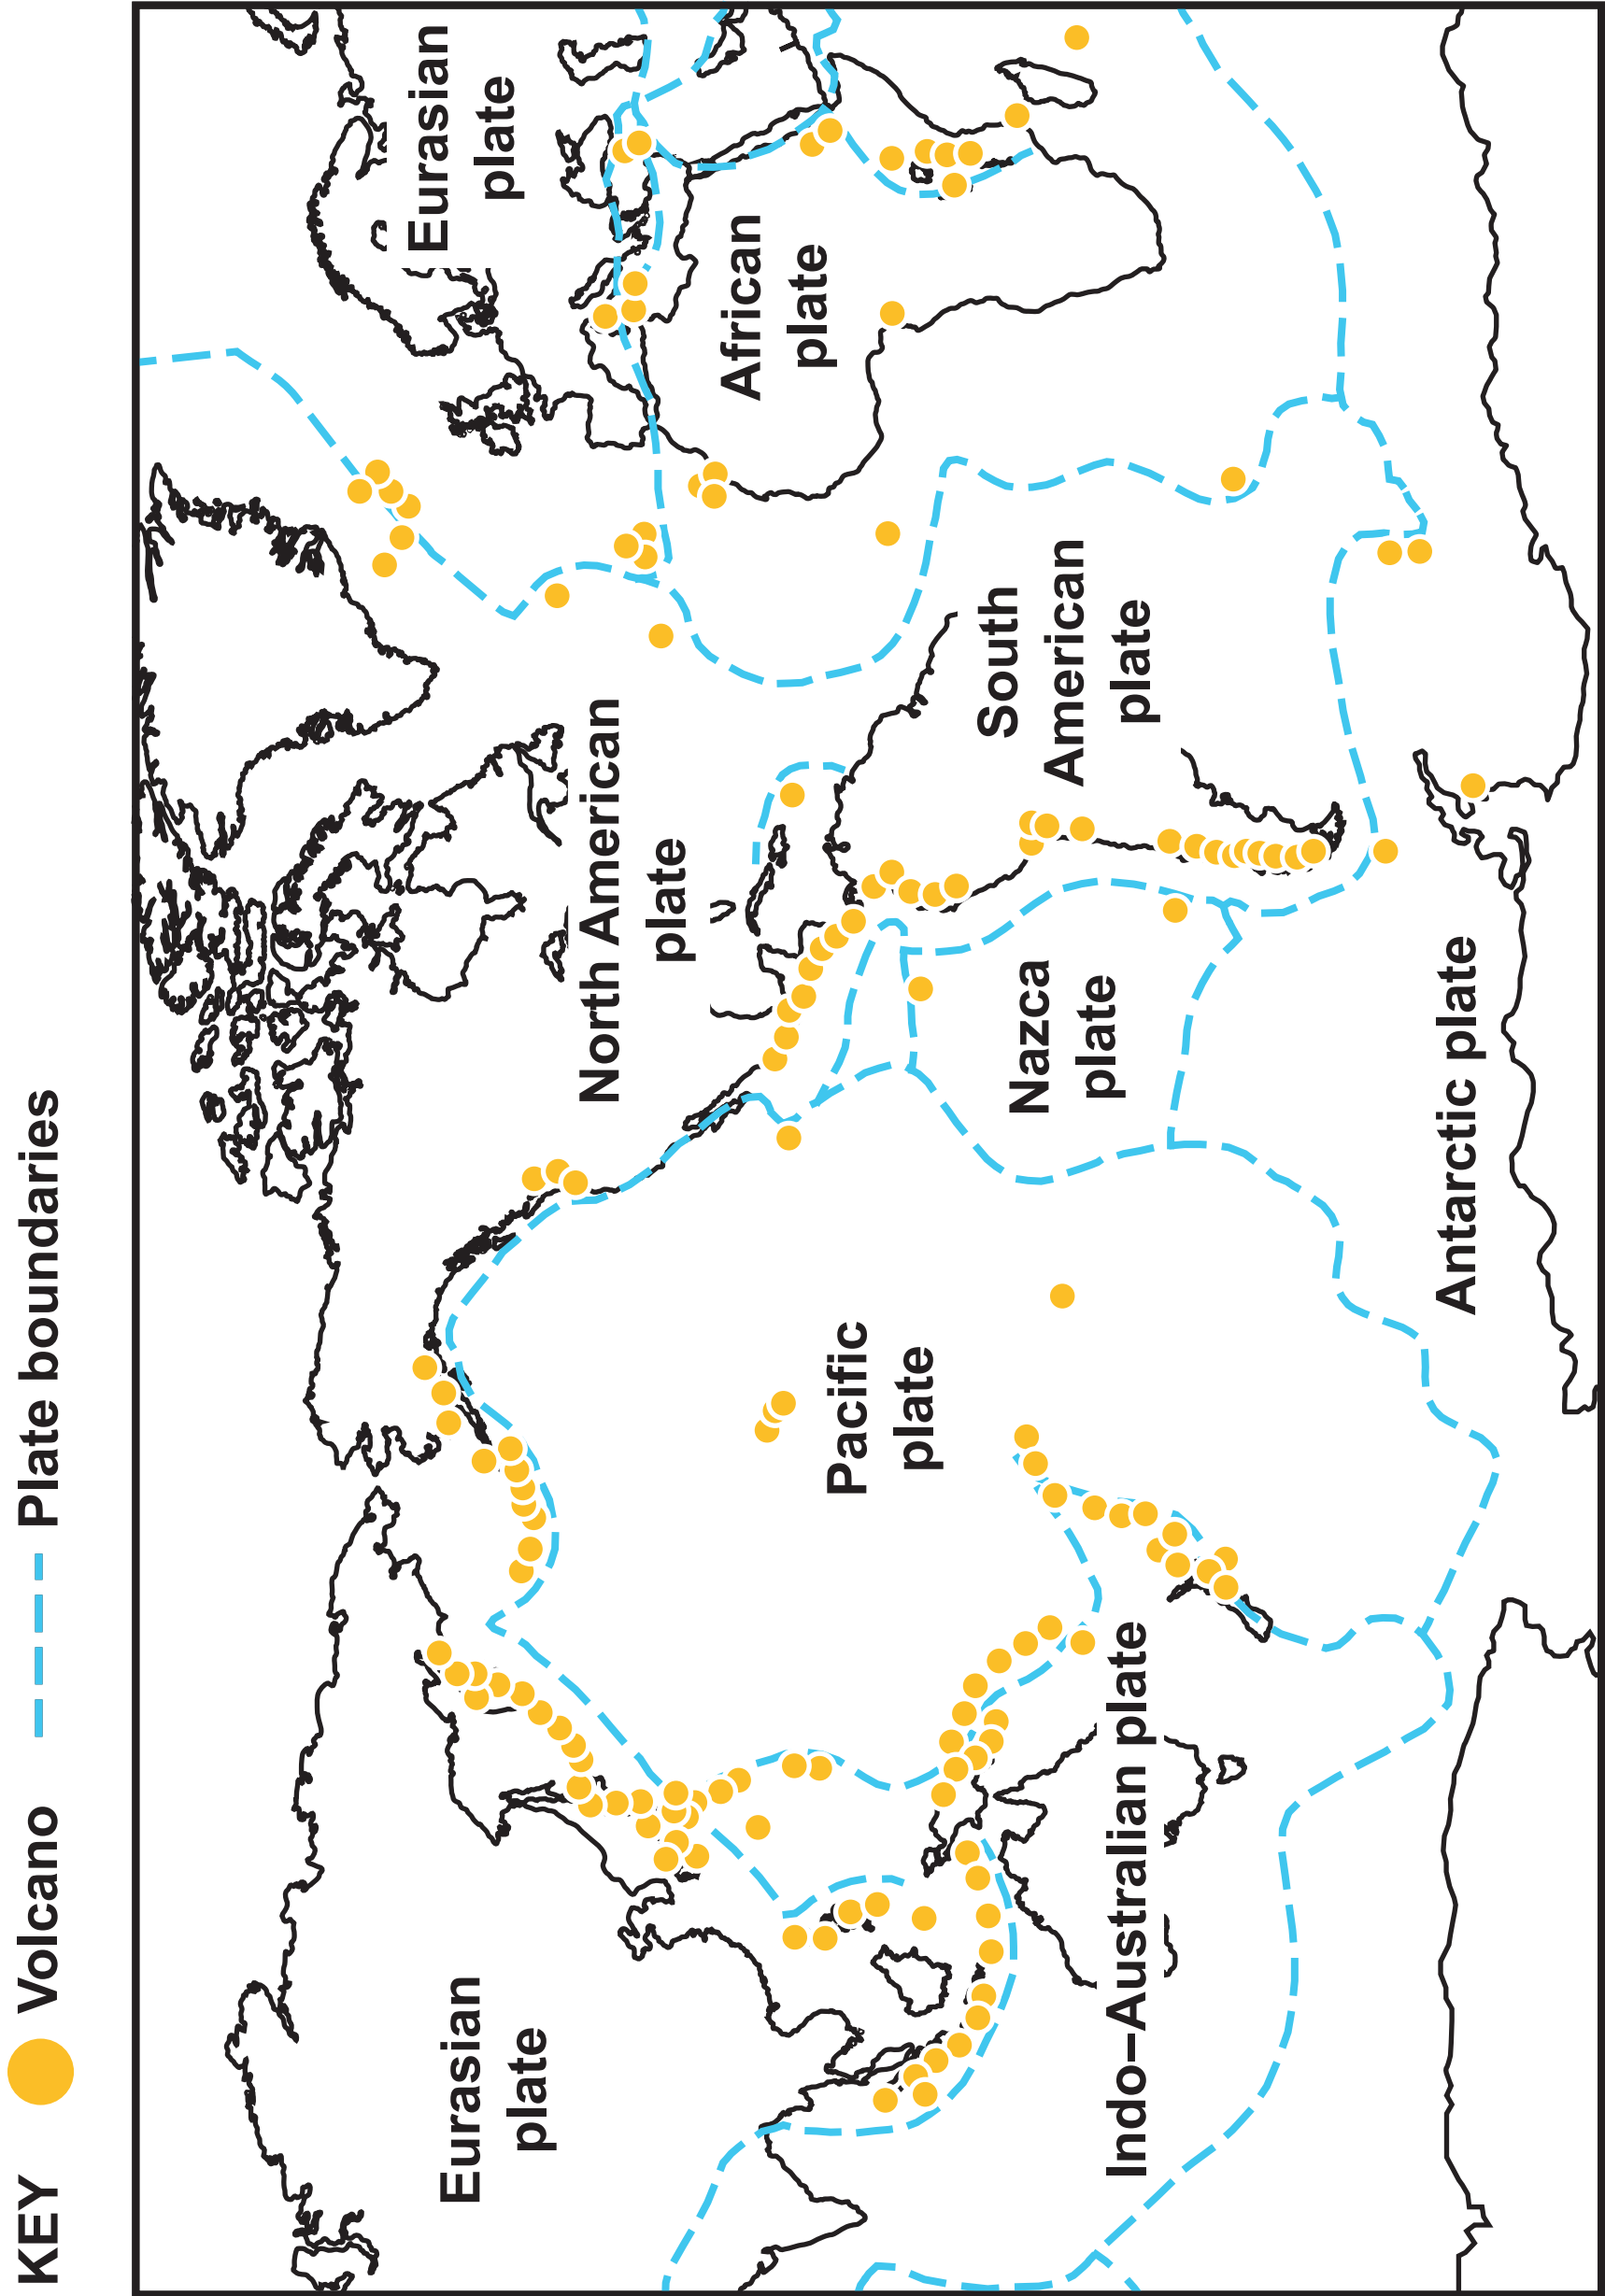 KEY Volcano Plate boundaries
Eurasian
plate
North American
plate
Eurasian
plate
African
plate
Pacific
plate
Nazca
plate
South
American
plate
Indo–Australian plate
Antarctic plate